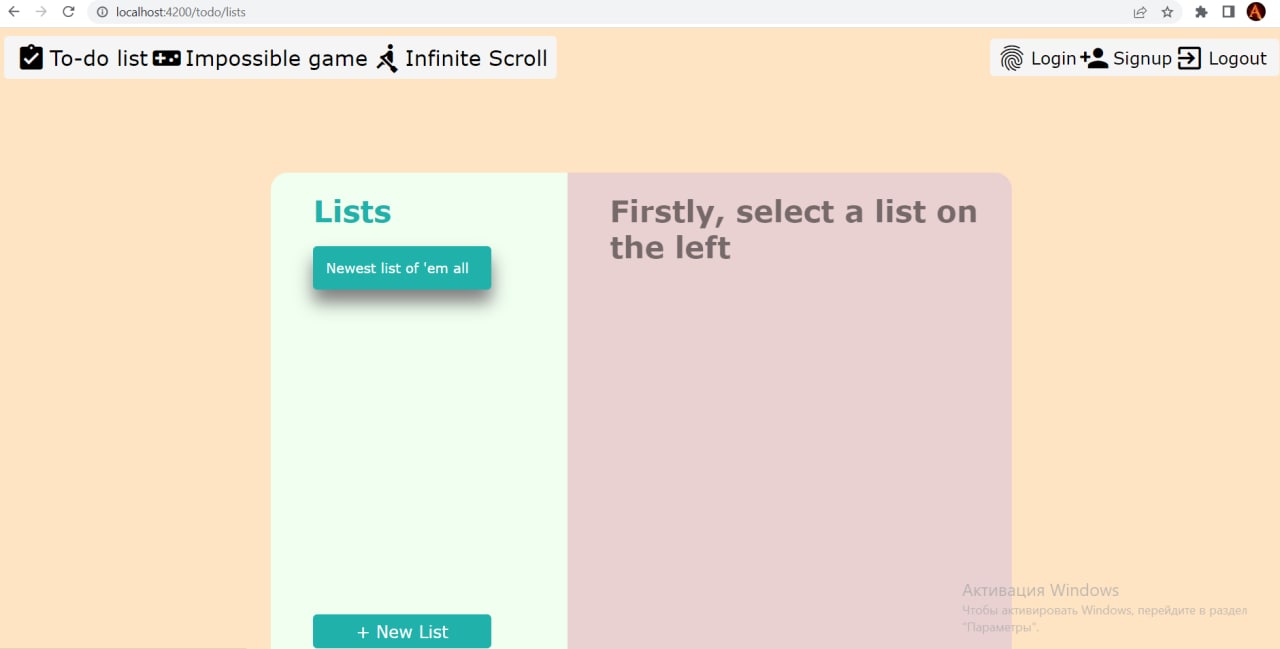 localhost:4200/todo/lists
To-do list Impossible game Infinite Scroll
Login Signup Logout
Lists
Newest list of 'em all
+ New List
Firstly, select a list on
the left
Активация Windows
Чтобы активировать Windows, перейдите в раздел
"Параметры".